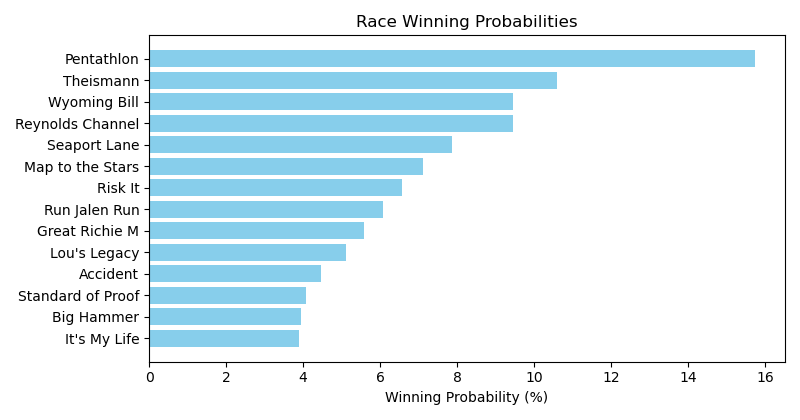 Race Winning Probabilities
Pentathlon
Theismann
Wyoming Bill
Reynolds Channel
Seaport Lane
Map to the Stars
Risk It
Run Jalen Run
Great Richie M
Lou's Legacy
Accident
Standard of Proof
Big Hammer
It's My Life
0 2 4 6 8 10 12 14 16
Winning Probability (%)